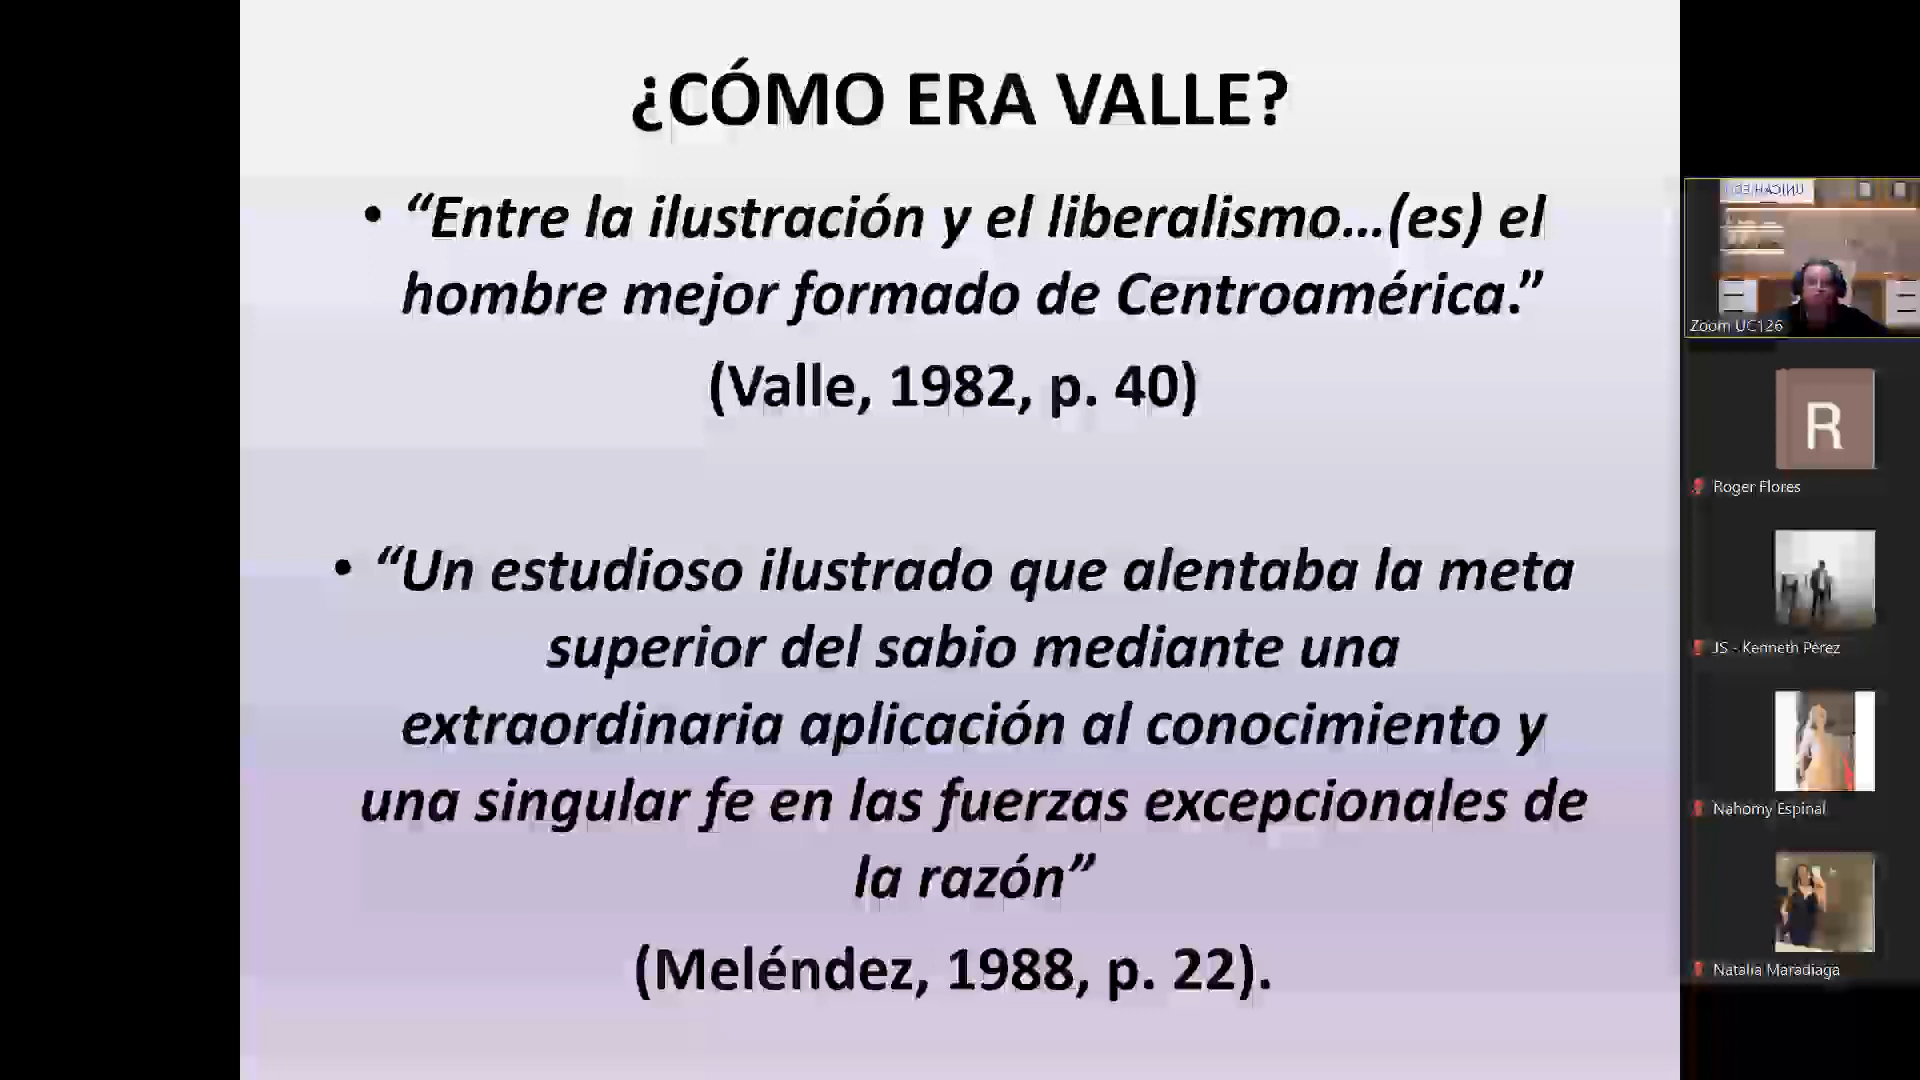 ¿CÓMO ERA VALLE?
• “Entre la ilustración y el liberalismo...(es) el
hombre mejor formado de Centroamérica.”
(Valle, 1982, p. 40)
• “Un estudioso ilustrado que alentaba la meta
superior del sabio mediante una
extraordinaria aplicación al conocimiento y
una singular fe en las fuerzas excepcionales de
la razón”
(Meléndez, 1988, p. 22).
Zoom UC126
R
Roger Flores
JS - Kenneth Pérez
Nahomy Espinal
Natalia Maradiaga